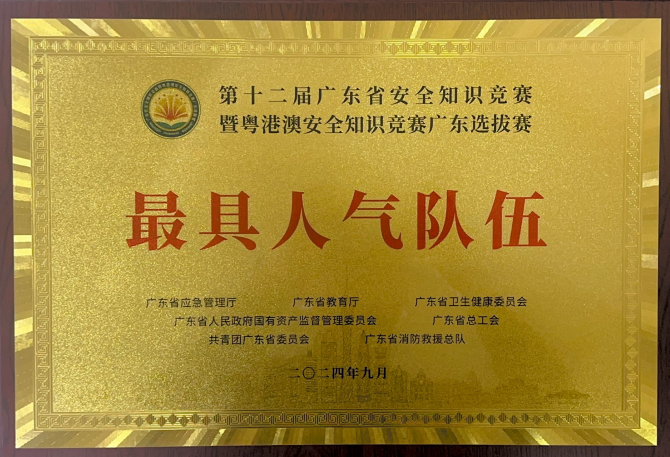 第十二届广东省安全知识竞赛
暨粤港澳安全知识竞赛广东选拔赛
最具人气队伍
广东省应急管理厅 广东省教育厅 广东省卫生健康委员会
广东省人民政府国有资产监督管理委员会 广东省总工会
共青团广东省委员会 广东省消防救援总队
二〇二四年九月